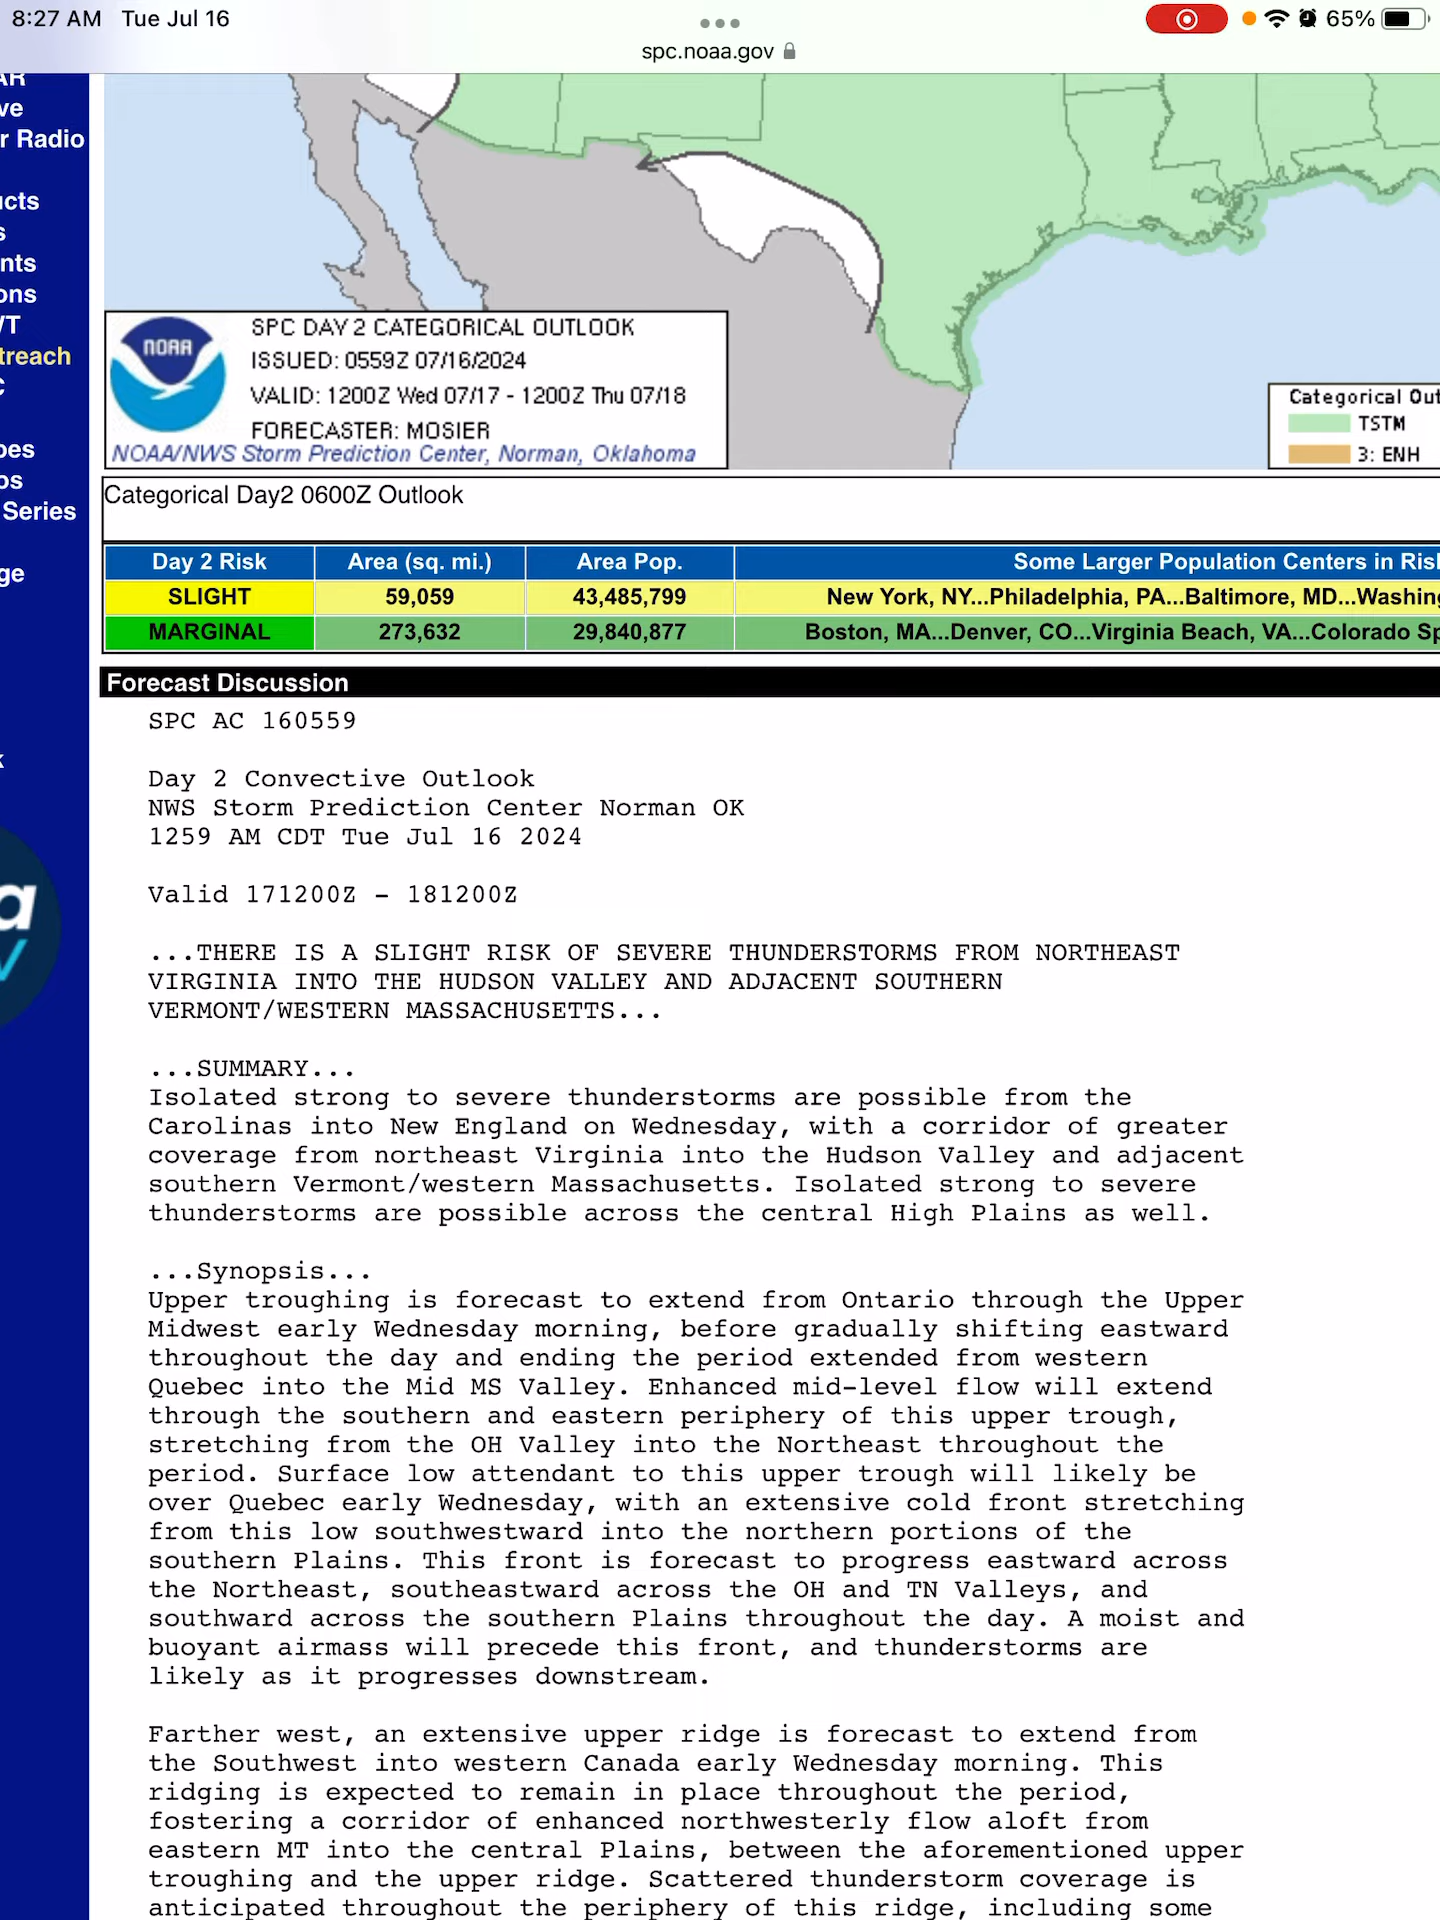 8:27 AM Tue Jul 16
65%
spc.noaa.gov
r Radio
nts
treach
Series
NOAA
SPC DAY 2 CATEGORICAL OUTLOOK
ISSUED: 0559Z 07/16/2024
VALID: 1200Z Wed 07/17 - 1200Z Thu 07/18
FORECASTER: MOSIER
NOAA/NWS Storm Prediction Center, Norman, Oklahoma
Categorical Out
TSTM
3: ENH
Categorical Day2 0600Z Outlook
Day 2 Risk Area (sq. mi.) Area Pop. Some Larger Population Centers in Risk
SLIGHT 59,059 43,485,799 New York, NY...Philadelphia, PA...Baltimore, MD...Washing
MARGINAL 273,632 29,840,877 Boston, MA...Denver, CO...Virginia Beach, VA...Colorado Sp
Forecast Discussion
SPC AC 160559
Day 2 Convective Outlook
NWS Storm Prediction Center Norman OK
1259 AM CDT Tue Jul 16 2024
Valid 171200Z - 181200Z
...THERE IS A SLIGHT RISK OF SEVERE THUNDERSTORMS FROM NORTHEAST
VIRGINIA INTO THE HUDSON VALLEY AND ADJACENT SOUTHERN
VERMONT/WESTERN MASSACHUSETTS...
...SUMMARY...
Isolated strong to severe thunderstorms are possible from the
Carolinas into New England on Wednesday, with a corridor of greater
coverage from northeast Virginia into the Hudson Valley and adjacent
southern Vermont/western Massachusetts. Isolated strong to severe
thunderstorms are possible across the central High Plains as well.
...Synopsis...
Upper troughing is forecast to extend from Ontario through the Upper
Midwest early Wednesday morning, before gradually shifting eastward
throughout the day and ending the period extended from western
Quebec into the Mid MS Valley. Enhanced mid-level flow will extend
through the southern and eastern periphery of this upper trough,
stretching from the OH Valley into the Northeast throughout the
period. Surface low attendant to this upper trough will likely be
over Quebec early Wednesday, with an extensive cold front stretching
from this low southwestward into the northern portions of the
southern Plains. This front is forecast to progress eastward across
the Northeast, southeastward across the OH and TN Valleys, and
southward across the southern Plains throughout the day. A moist and
buoyant airmass will precede this front, and thunderstorms are
likely as it progresses downstream.
Farther west, an extensive upper ridge is forecast to extend from
the Southwest into western Canada early Wednesday morning. This
ridging is expected to remain in place throughout the period,
fostering a corridor of enhanced northwesterly flow aloft from
eastern MT into the central Plains, between the aforementioned upper
troughing and the upper ridge. Scattered thunderstorm coverage is
anticipated throughout the periphery of this ridge, including some